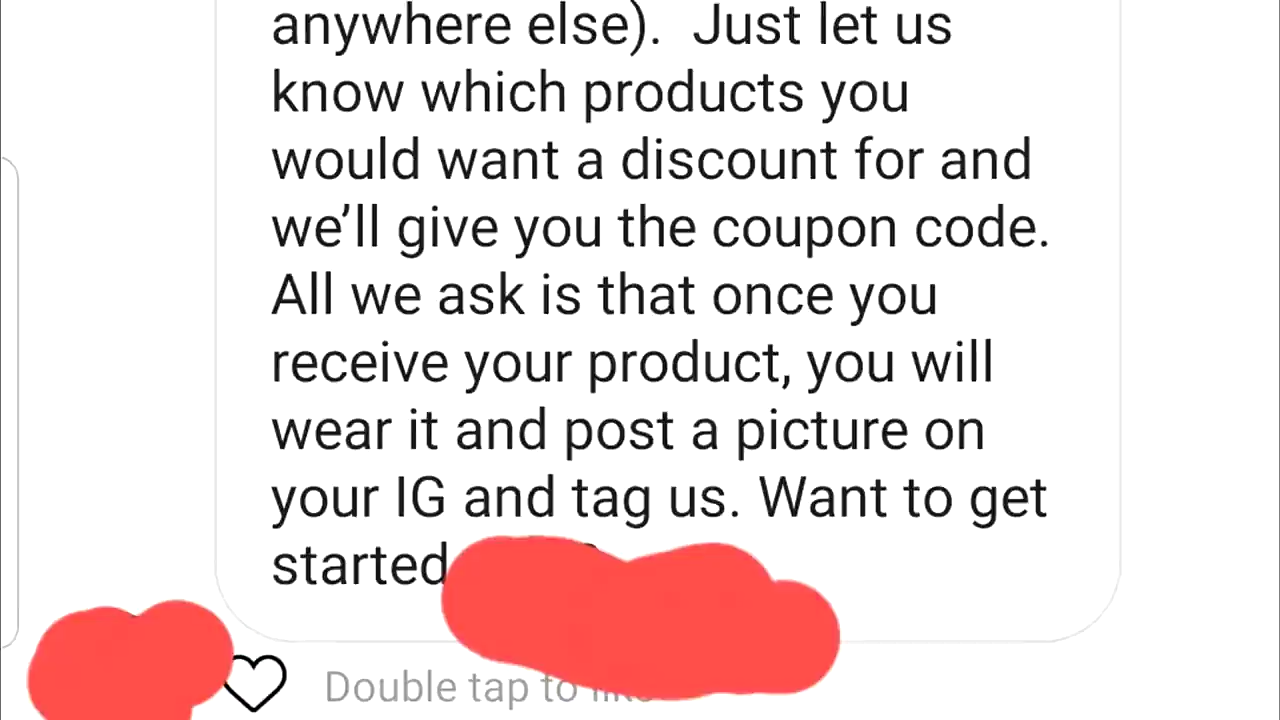 anywhere else).  Just let us
know which products you
would want a discount for and
we’ll give you the coupon code.
All we ask is that once you
receive your product, you will
wear it and post a picture on
your IG and tag us. Want to get
started
Double tap to like